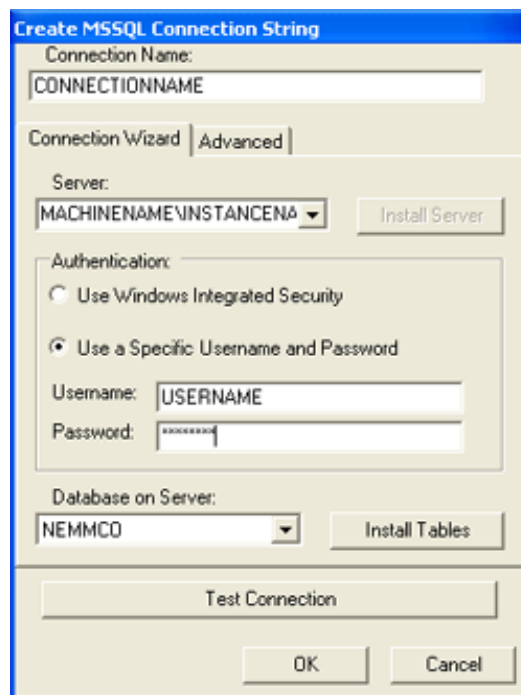 Create MSSQL Connection String
Connection Name:
CONNECTIONNAME
Connection Wizard Advanced
Server:
MACHINENAME\INSTANCENA Install Server
Authentication:
Use Windows Integrated Security
Use a Specific Username and Password
Username: USERNAME
Password: ********
Database on Server:
NEMMCO Install Tables
Test Connection
OK Cancel